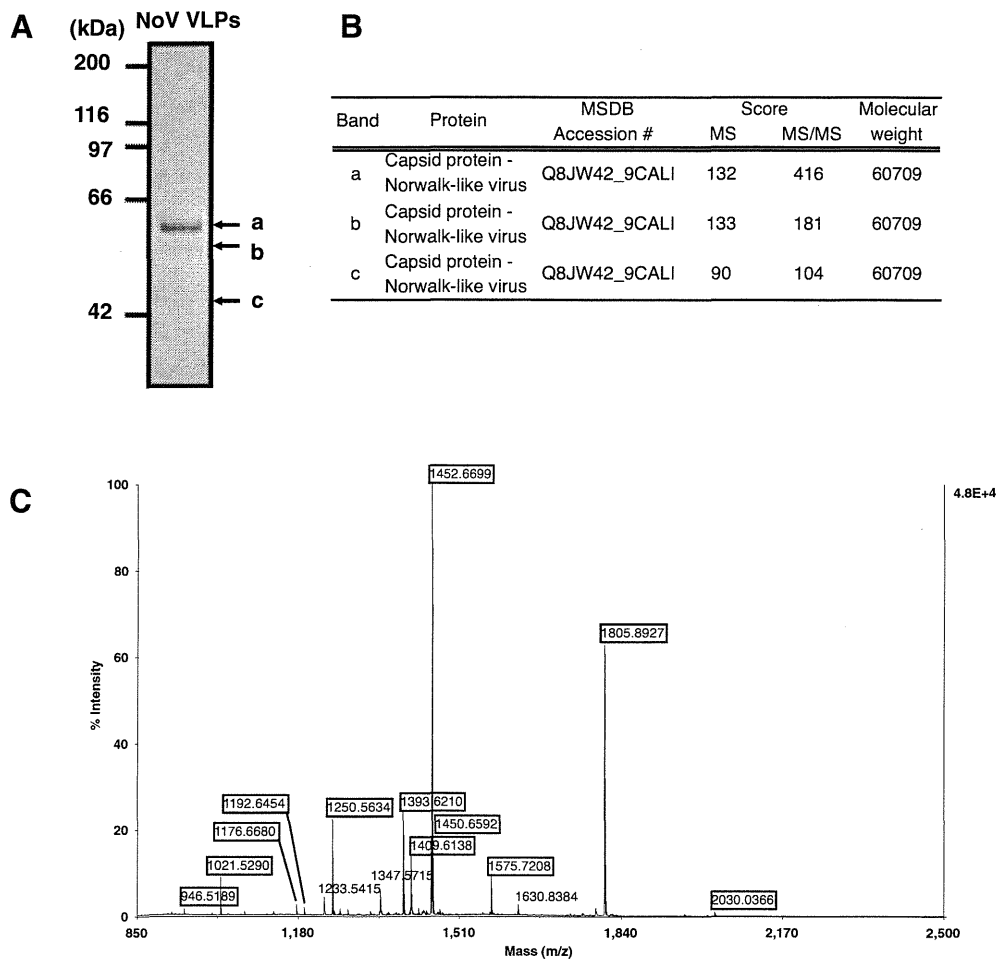 A
(kDa)
NoV VLPs
200
116
97
66
42
a
b
c
B
Band Protein MSDB Accession # Score MS MS/MS Molecular weight
a Capsid protein - Norwalk-like virus Q8JW42_9CALI 132 416 60709
b Capsid protein - Norwalk-like virus Q8JW42_9CALI 133 181 60709
c Capsid protein - Norwalk-like virus Q8JW42_9CALI 90 104 60709
C
1452.6699
4.8E+4
100
80
60
40
20
0
% Intensity
1805.8927
1192.6454
1250.5634
1393.6210
1176.6680
1450.6592
1409.6138
1021.5290
1347.5715
1575.7208
946.5189
1233.5415
1630.8384
2030.0366
850
1,180
1,510
1,840
2,170
2,500
Mass (m/z)